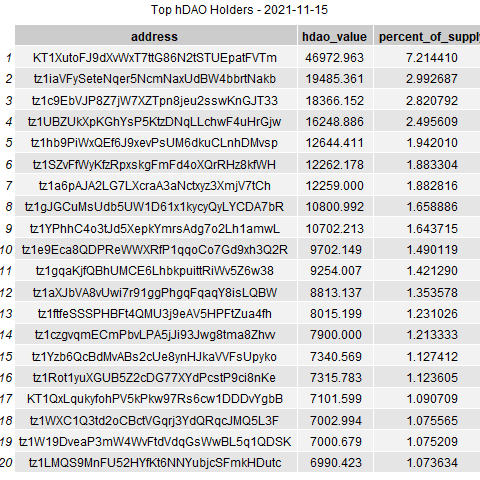 Top hDAO Holders - 2021-11-15
address hdao_value percent_of_supply
1 KT1XutoFJ9dXvWxT7ttG86N2tSTUEpatFVTm 46972.963 7.214410
2 tz1iaVFySeteNqer5NcmNaxUdBW4bbrtNakb 19485.361 2.992687
3 tz1c9EbVJP8Z7jW7XZTpn8jeu2sswKnGJT33 18366.152 2.820792
4 tz1UBZUkXpKGhYsP5KtzDNqLLchwF4uHrGjw 16248.886 2.495609
5 tz1hb9PiWxQEf6J9xevPsUM6dkuCLnhDMvsp 12644.411 1.942010
6 tz1SZvFfWyKfzRpxskgFmFd4oXQrRHz8kfWH 12262.178 1.883304
7 tz1a6pAJA2LG7LXcraA3aNctxyz3XmjV7tCh 12259.000 1.882816
8 tz1gJGCuMsUdb5UW1D61x1kycyQyLYCDA7bR 10800.992 1.658886
9 tz1YPhhC4o3tJd5XepkYmrsAdg7o2Lh1amwL 10702.213 1.643715
10 tz1e9Eca8QDPReWWXRfP1qqoCo7Gd9xh3Q2R 9702.149 1.490119
11 tz1gqaKjfQBhUMCE6LhbkpuittRiWv5Z6w38 9254.007 1.421290
12 tz1aXJbVA8vUwi7r91ggPhgqFqaqY8isLQBW 8813.137 1.353578
13 tz1ftfeSSSPHBFt4QMU3j9eAV5HPFtZua4fh 8015.199 1.231026
14 tz1czgvqmECmPbvLPA5jJi93Jwg8tma8Zhvv 7900.000 1.213333
15 tz1Yzb6QcBdMvABs2cUe8ynHJkaVVFsUpyko 7340.569 1.127412
16 tz1Rot1yuXGUB5Z2cDG77XYdPcstP9ci8nKe 7315.783 1.123605
17 KT1QxLqukyfohPV5kPkw97Rs6cw1DDDvYgbB 7101.599 1.090709
18 tz1WXC1Q3td2oCBctVGqrj3YdQRqcJMQ5L3F 7002.994 1.075565
19 tz1W19DveaP3mW4WvFtdVdqGsWwBL5q1QDSK 7000.679 1.075209
20 tz1LMQS9MnFU52HYfKt6NNYubjcSFmkHDutc 6990.423 1.073634